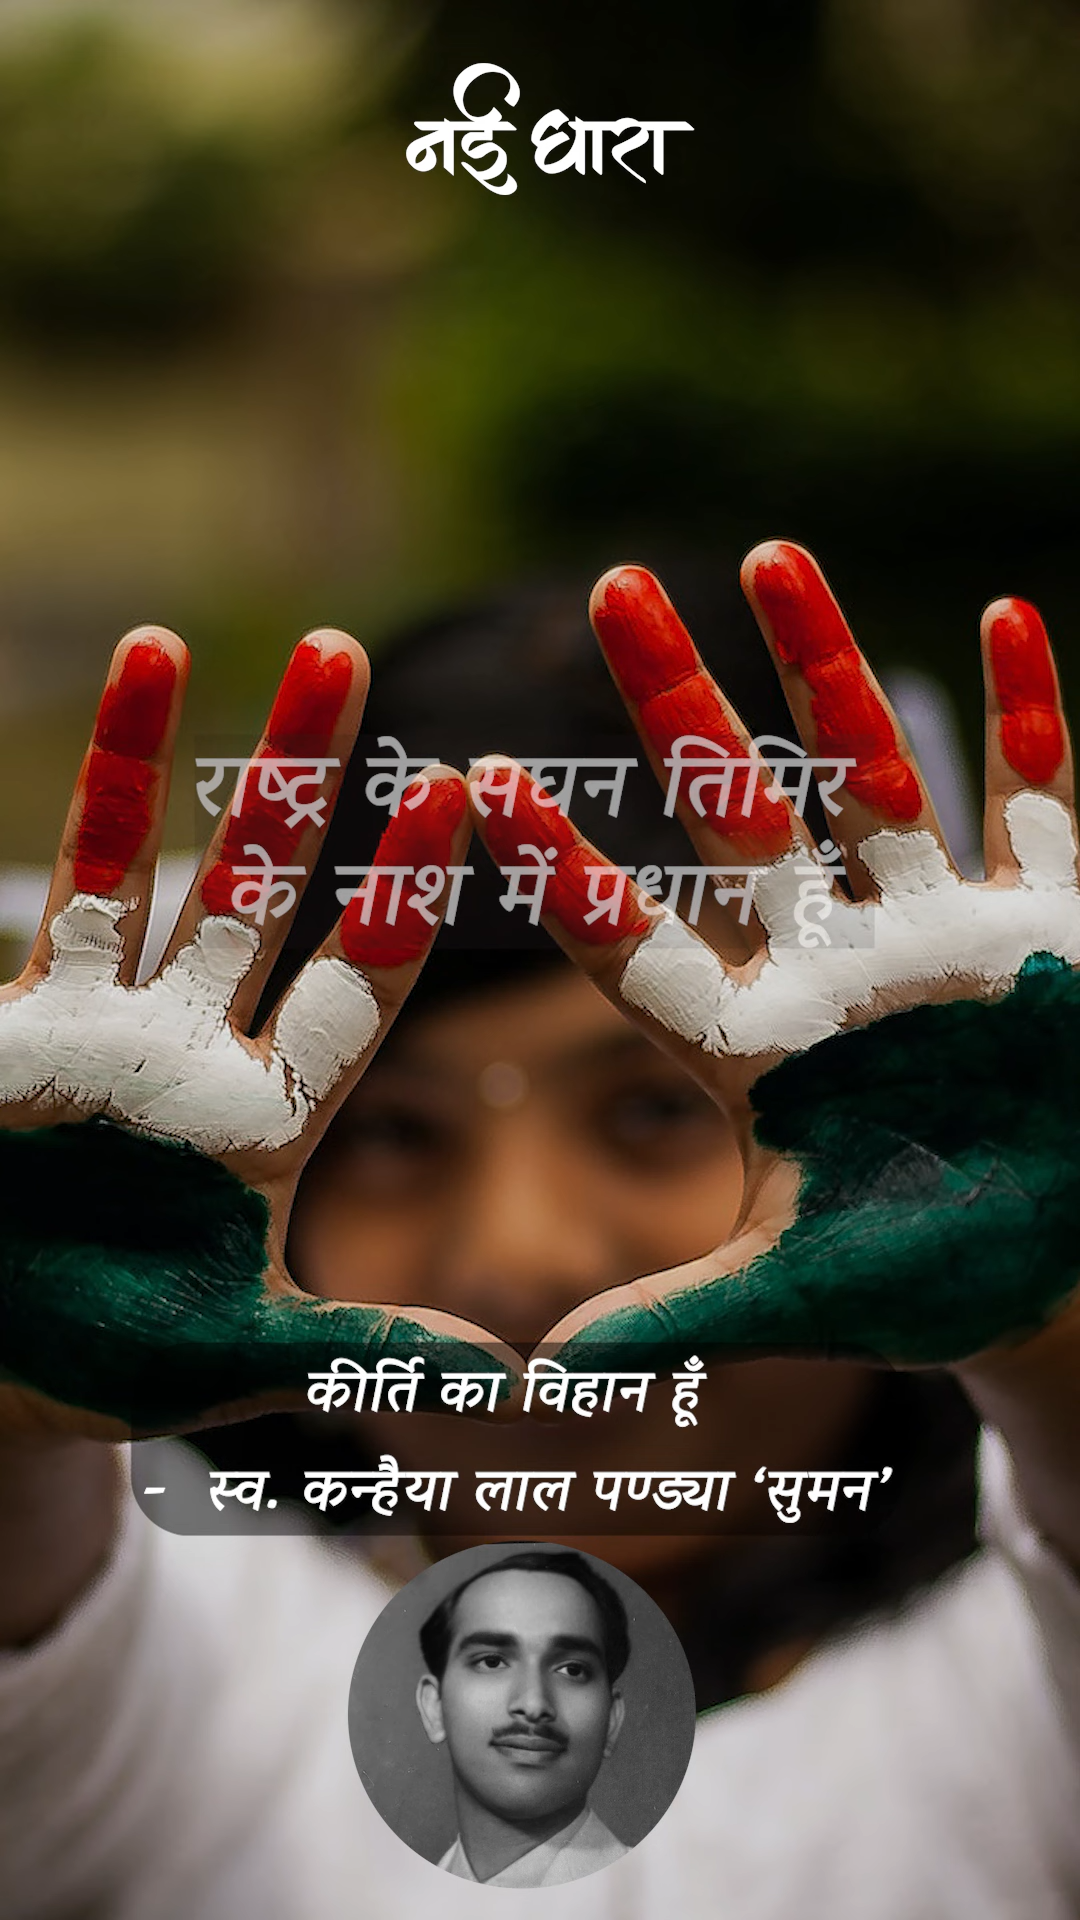 नई धारा
राष्ट्र के सघन तिमिर
के नाश में प्रधान हूँ
कीर्ति का विहान हूँ
- स्व. कन्हैया लाल पण्ड्या ‘सुमन’